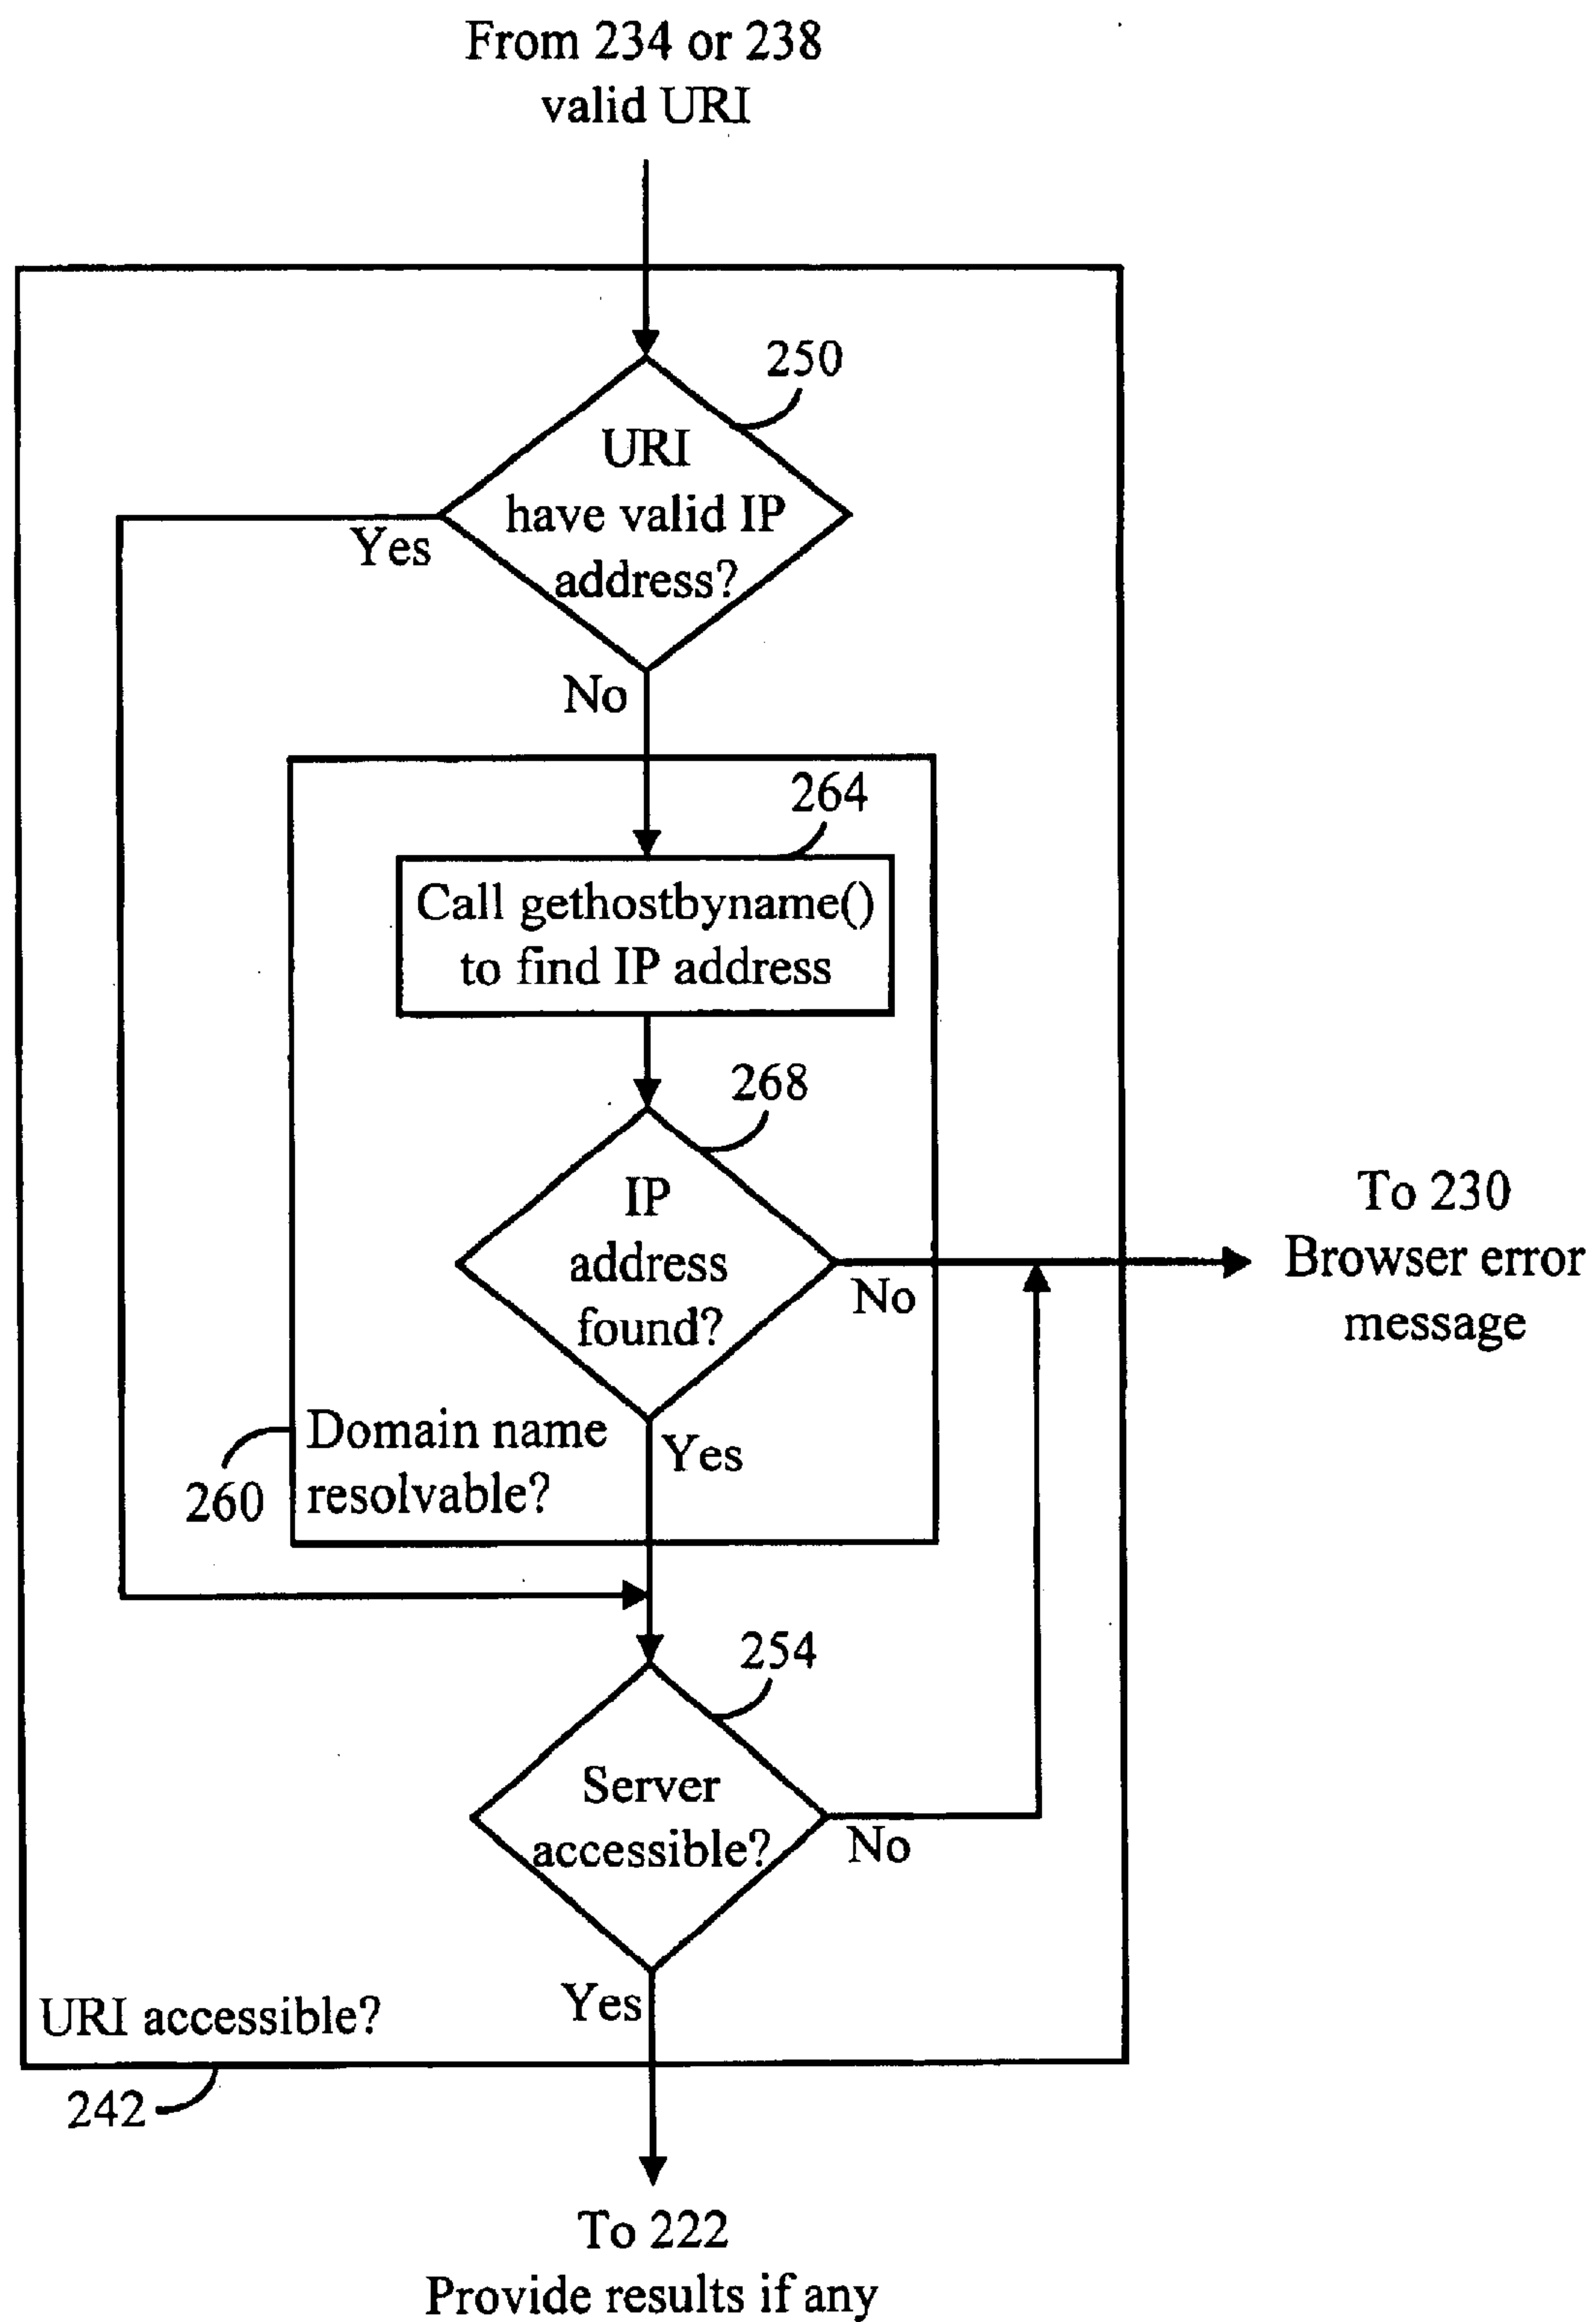 From 234 or 238
valid URI
250
URI
have valid IP
address?
Yes
No
264
Call gethostbyname()
to find IP address
268
IP
address
found?
No
To 230
Browser error
message
Domain name
resolvable?
Yes
260
254
Server
accessible?
No
Yes
URI accessible?
242
To 222
Provide results if any